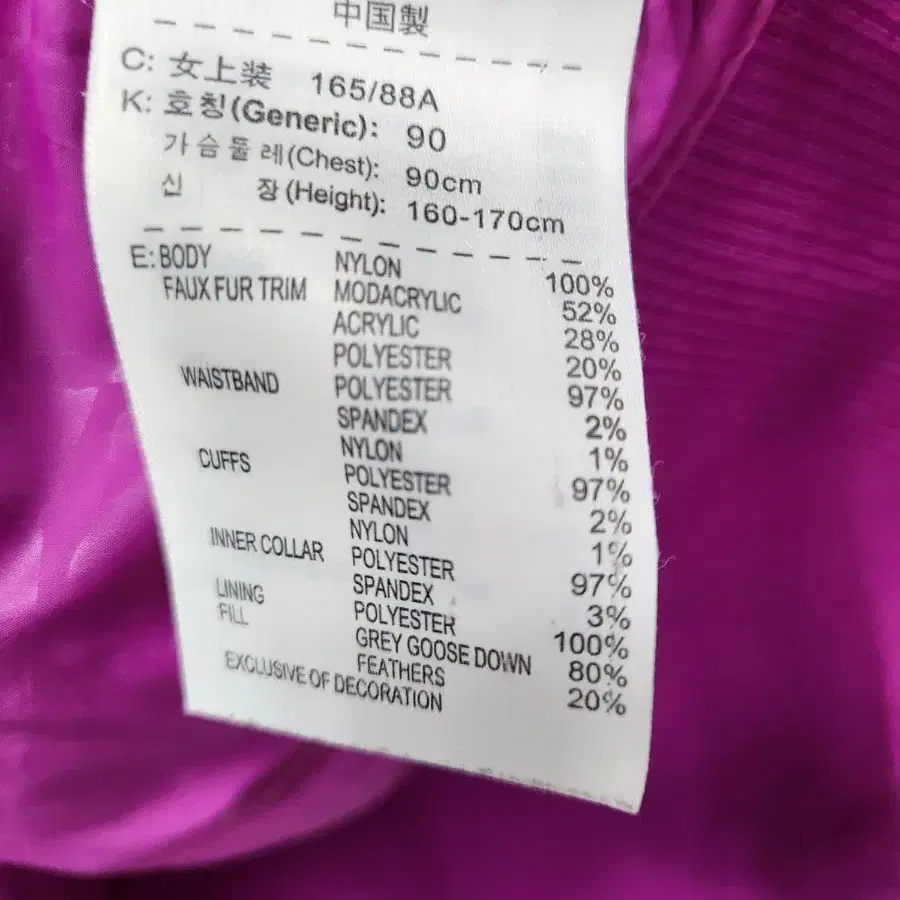 中国製
C: 女上装 165/88A
K: 호칭(Generic): 90
가슴둘레(Chest): 90cm
신 장(Height): 160-170cm
E: BODY NYLON 100%
FAUX FUR TRIM MODACRYLIC 52%
ACRYLIC 28%
POLYESTER 20%
WAISTBAND POLYESTER 97%
SPANDEX 2%
NYLON 1%
CUFFS POLYESTER 97%
SPANDEX 2%
NYLON 1%
INNER COLLAR POLYESTER 97%
SPANDEX 3%
LINING POLYESTER 100%
FILL GREY GOOSE DOWN 80%
FEATHERS 20%
EXCLUSIVE OF DECORATION